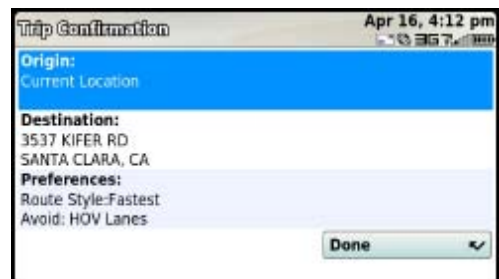 Trip Confirmation
Apr 16, 4:12 pm
3G
Origin:
Current Location
Destination:
3537 KIFER RD
SANTA CLARA, CA
Preferences:
Route Style:Fastest
Avoid: HOV Lanes
Done